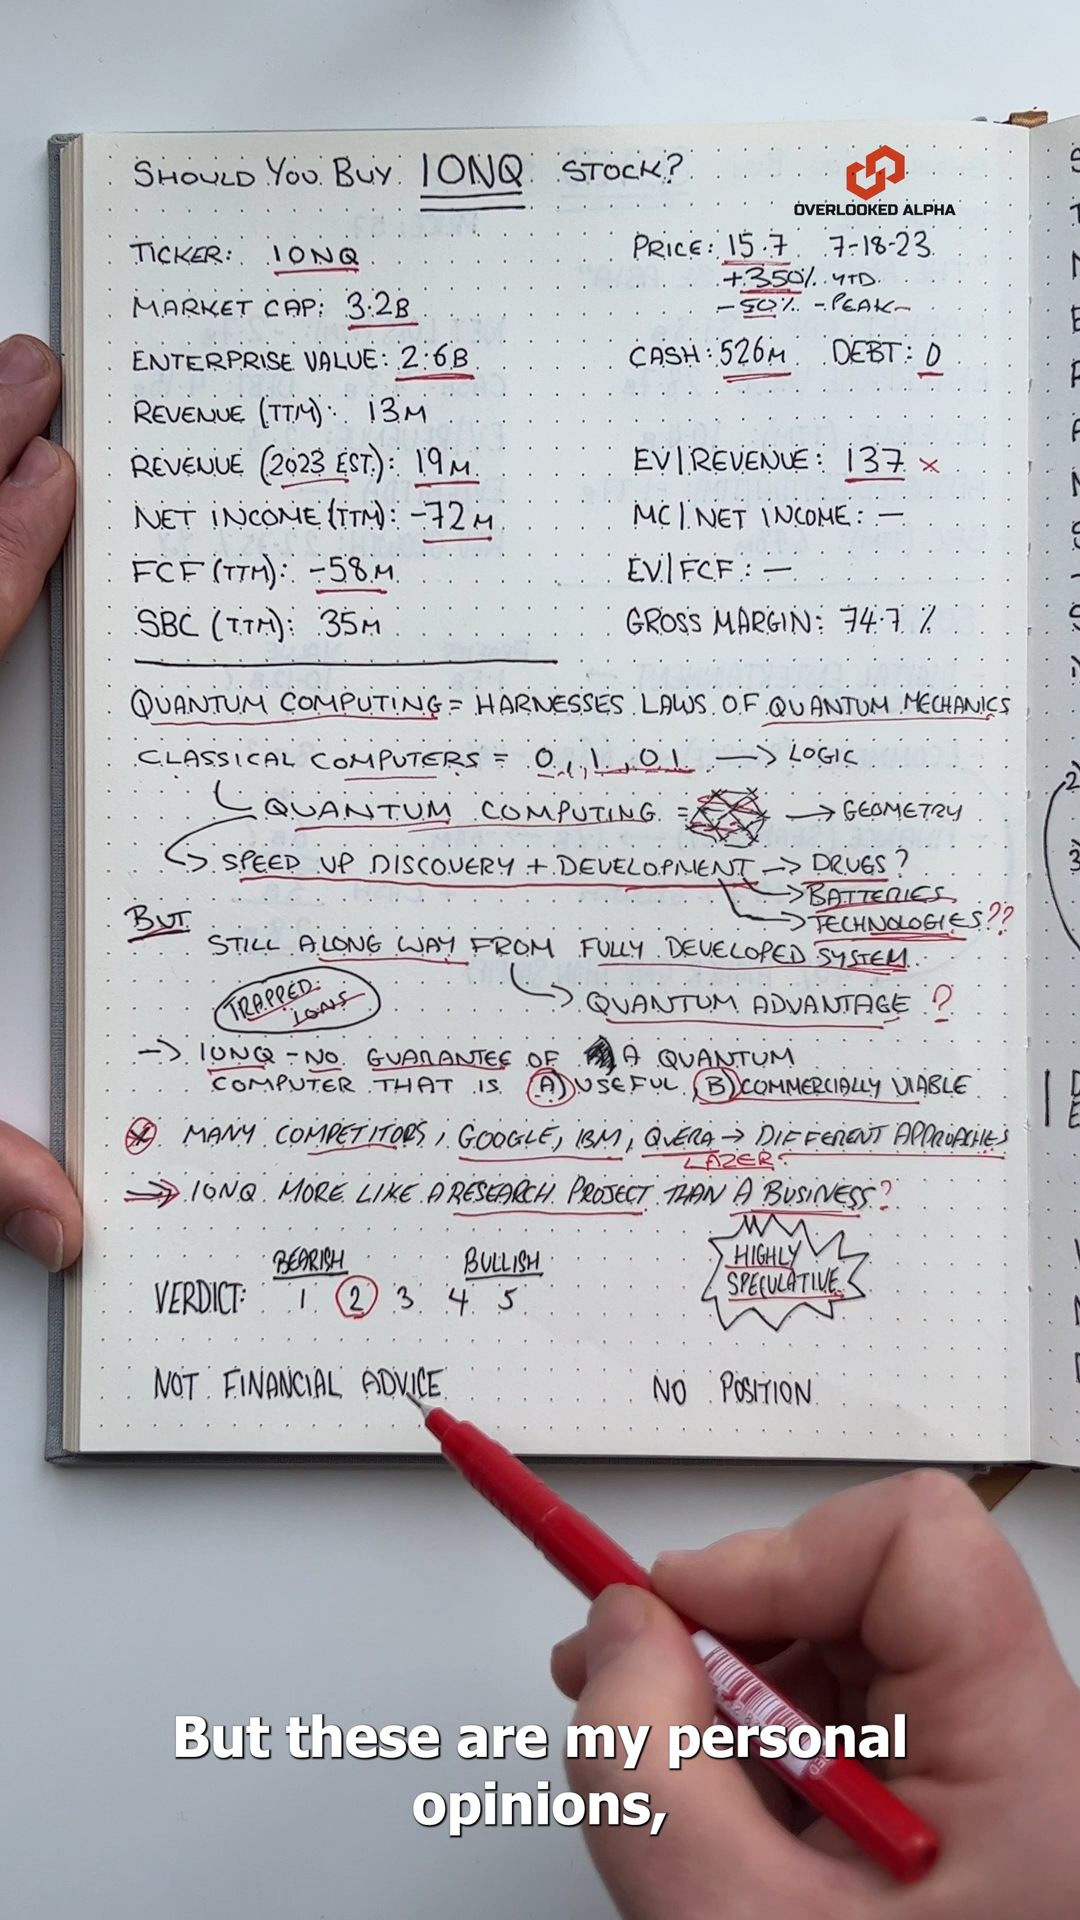 SHOULD YOU BUY IONQ STOCK?
OVERLOOKED ALPHA
TICKER: IONQ
PRICE: 15.7 7-18-23
+350% YTD
-50% -PEAK-
MARKET CAP: 3.2B
ENTERPRISE VALUE: 2.6B
CASH: 526M DEBT: 0
REVENUE (TTM): 13M
REVENUE (2023 EST.): 19M
EV/REVENUE: 137 x
NET INCOME (TTM): -72M
MC/NET INCOME: -
FCF (TTM): -58M
EV/FCF: -
SBC (TTM): 35M
GROSS MARGIN: 74.7 %
QUANTUM COMPUTING = HARNESSES LAWS OF QUANTUM MECHANICS
CLASSICAL COMPUTERS = 0, 1, 01 → LOGIC
QUANTUM COMPUTING = → GEOMETRY
SPEED UP DISCOVERY + DEVELOPMENT → DRUGS?
→ BATTERIES
→ TECHNOLOGIES??
BUT
STILL A LONG WAY FROM FULLY DEVELOPED SYSTEM
TRAPPED IONS
→ QUANTUM ADVANTAGE ?
→ IONQ - NO GUARANTEE OF A QUANTUM
COMPUTER THAT IS A) USEFUL B) COMMERCIALLY VIABLE
* MANY COMPETITORS, GOOGLE, IBM, QUERA → DIFFERENT APPROACHES
LAZER
⇒ IONQ MORE LIKE A RESEARCH PROJECT THAN A BUSINESS?
BEARISH BULLISH
HIGHLY
SPECULATIVE
VERDICT: 1 2 3 4 5
NOT FINANCIAL ADVICE
NO POSITION
But these are my personal
opinions,